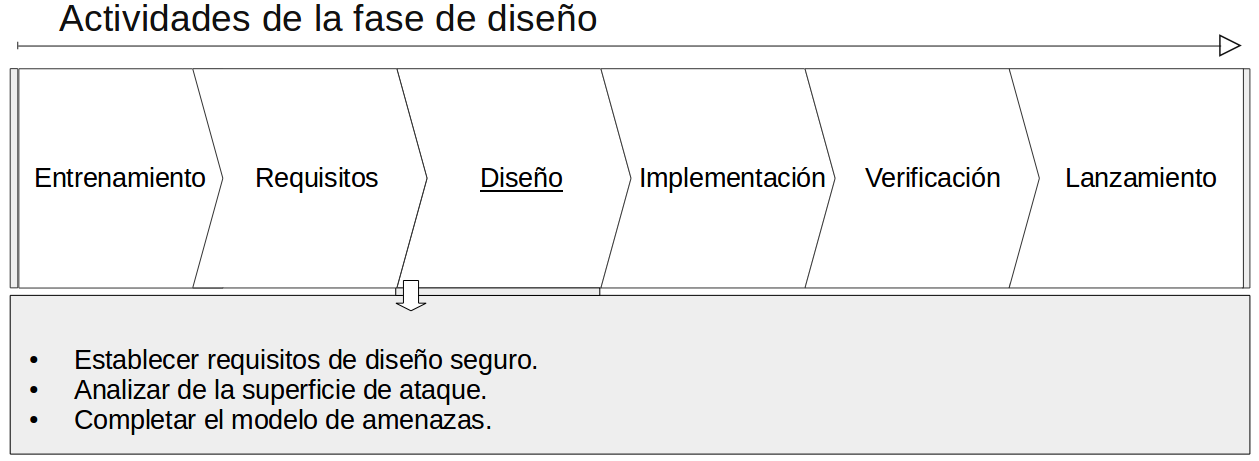 Actividades de la fase de diseño
Entrenamiento
Requisitos
Diseño
Implementación
Verificación
Lanzamiento
• Establecer requisitos de diseño seguro.
• Analizar de la superficie de ataque.
• Completar el modelo de amenazas.